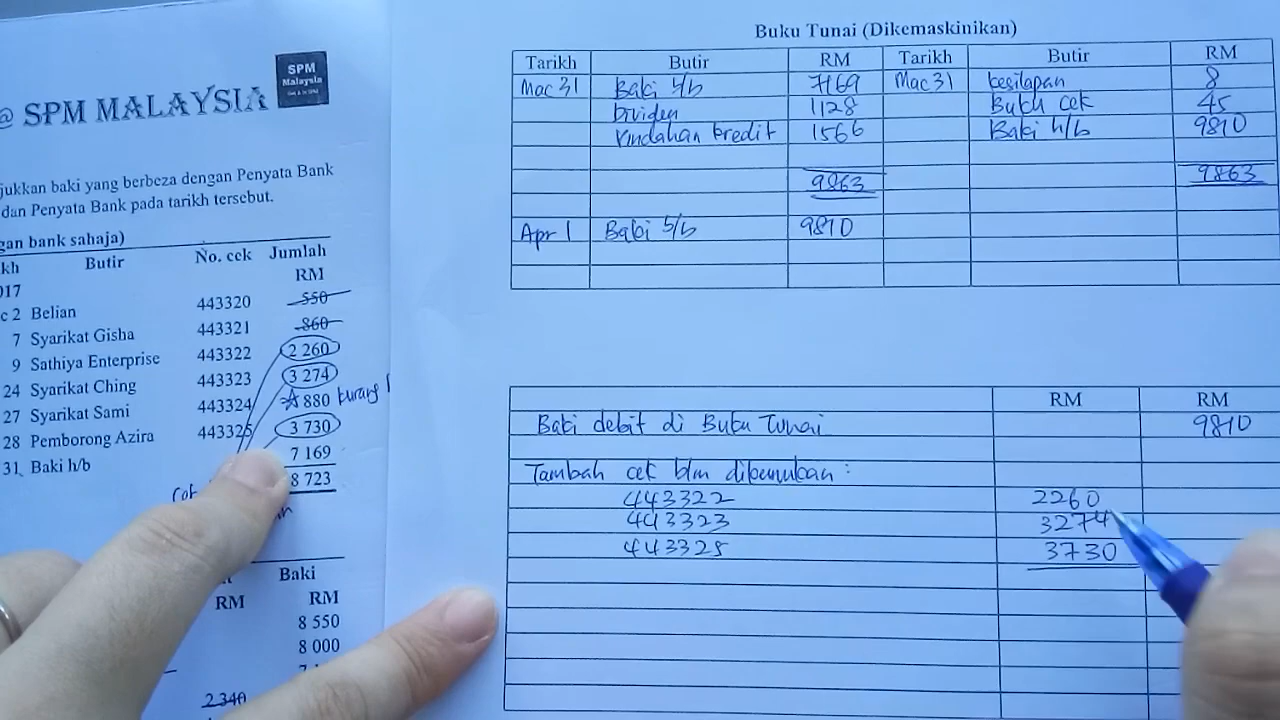 SPM
Malaysia
@ SPM MALAYSIA
jukkan baki yang berbeza dengan Penyata Bank
dan Penyata Bank pada tarikh tersebut.
gan bank sahaja)
kh Butir No. cek Jumlah
RM
017
c 2 Belian 443320 550
7 Syarikat Gisha 443321 860
9 Sathiya Enterprise 443322 2 260
24 Syarikat Ching 443323 3 274
27 Syarikat Sami 443324 880 kurang
28 Pemborong Azira 443325 3 730
31 Baki h/b 7 169
8 723
Baki
RM RM
8 550
8 000
2 340
Buku Tunai (Dikemaskinikan)
Tarikh Butir RM Tarikh Butir RM
Mac 31 Baki b/b 7169 Mac 31 kesilapan 8
Dividen 1128 Buku cek 45
Pindahan kredit 1566 Baki h/b 9810
9863 9863
Apr 1 Baki b/b 9810
RM RM
Baki debit di Buku Tunai 9810
Tambah cek blm dikemukan :
443322 2260
443323 3274
443325 3730